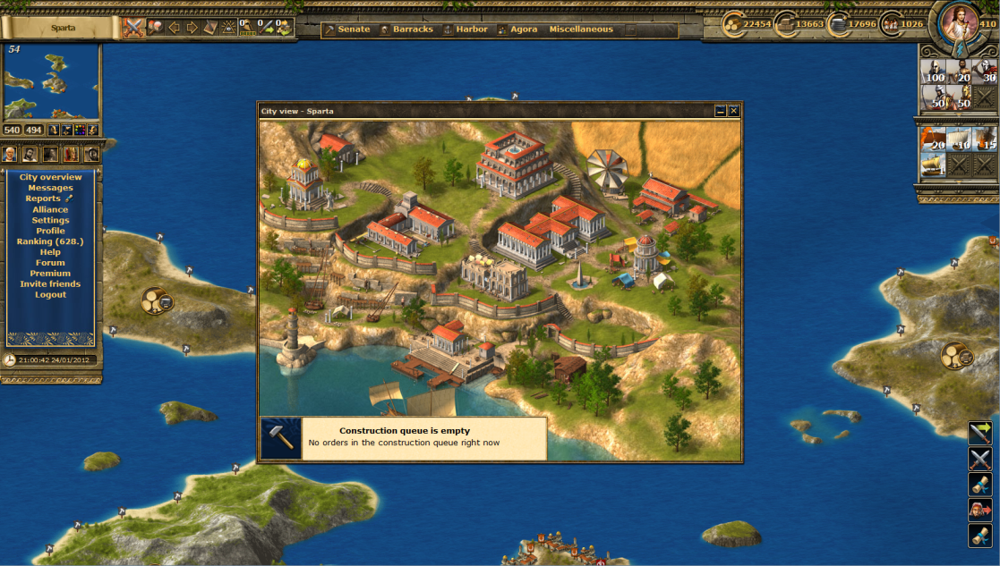 Sparta
0
0
0
Senate
Barracks
Harbor
Agora
Miscellaneous
22454
13663
17696
1026
410
54
540
494
100
20
30
50
50
20
10
15
1
City overview
Messages
Reports
Alliance
Settings
Profile
Ranking (628.)
Help
Forum
Premium
Invite friends
Logout
21:00:42 24/01/2012
City view - Sparta
Construction queue is empty
No orders in the construction queue right now